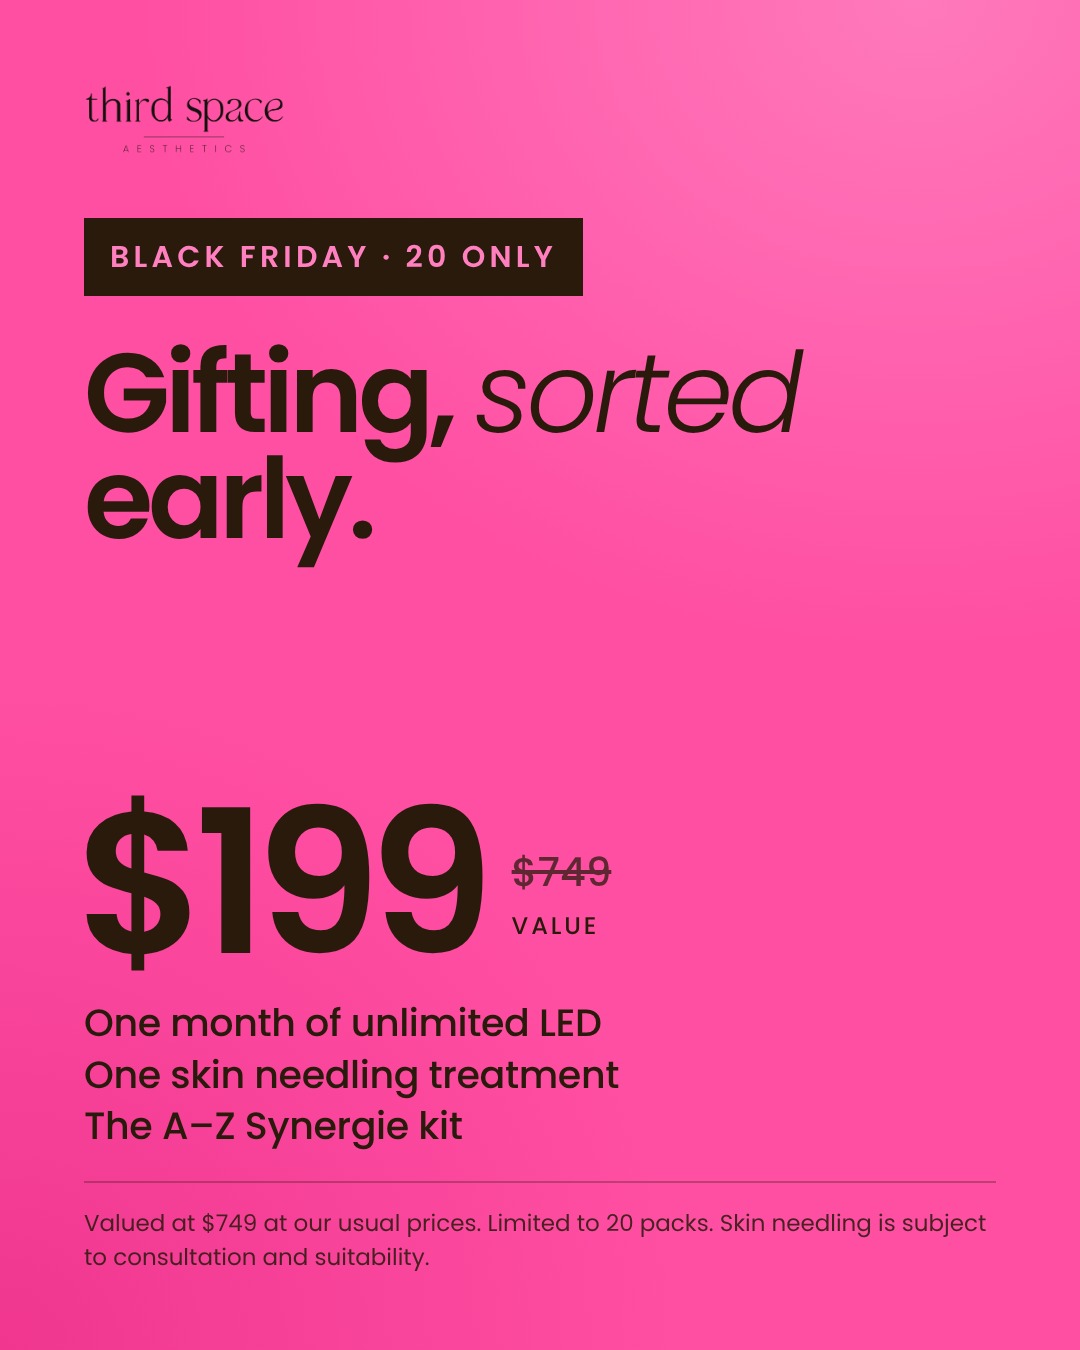 third space
AESTHETICS
BLACK FRIDAY · 20 ONLY
Gifting, sorted
early.
$199
$749
VALUE
One month of unlimited LED
One skin needling treatment
The A–Z Synergie kit
Valued at $749 at our usual prices. Limited to 20 packs. Skin needling is subject
to consultation and suitability.